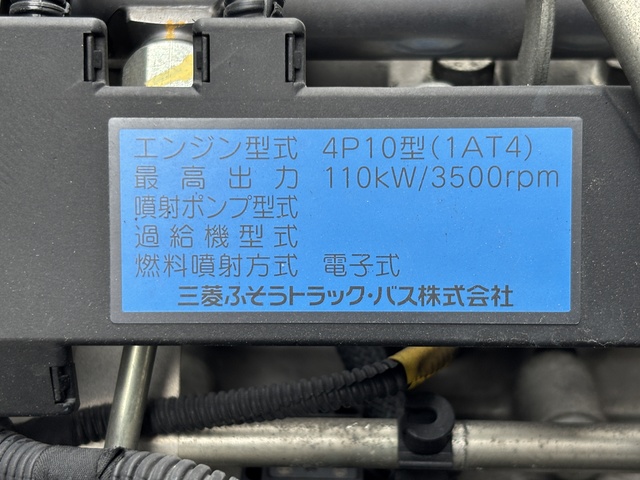 エンジン型式 4P10型(1AT4)
最高出力 110kW/3500rpm
噴射ポンプ型式
過給機型式
燃料噴射方式 電子式
三菱ふそうトラック・バス株式会社